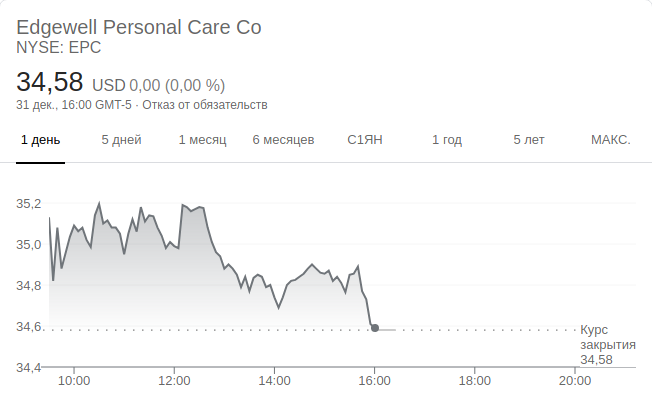 Edgewell Personal Care Co
NYSE: EPC
34,58 USD 0,00 (0,00 %)
31 дек., 16:00 GMT-5 · Отказ от обязательств
1 день 5 дней 1 месяц 6 месяцев С1ЯН 1 год 5 лет МАКС.
35,2
35,0
34,8
34,6
34,4
Курс
закрытия
34,58
10:00 12:00 14:00 16:00 18:00 20:00